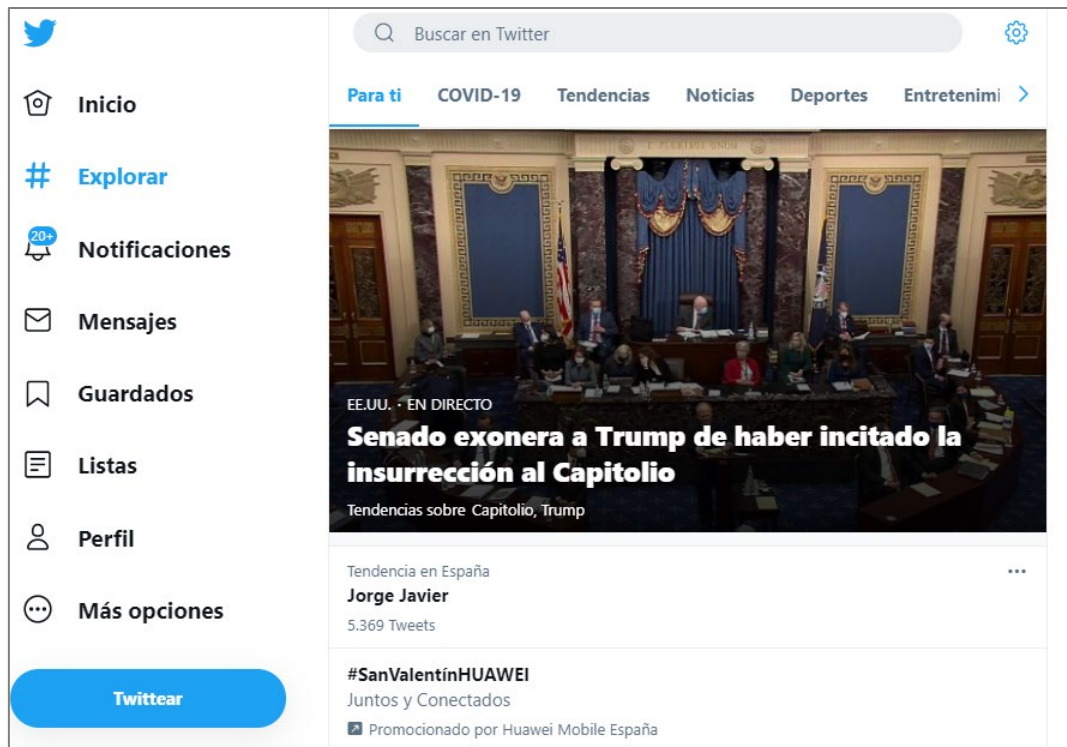 Buscar en Twitter
Inicio
Explorar
20+
Notificaciones
Mensajes
Guardados
Listas
Perfil
Más opciones
Twittear
Para ti
COVID-19
Tendencias
Noticias
Deportes
Entretenimi
E PLURIBUS UNUM
EE.UU. · EN DIRECTO
Senado exonera a Trump de haber incitado la
insurrección al Capitolio
Tendencias sobre Capitolio, Trump
Tendencia en España
Jorge Javier
5.369 Tweets
#SanValentínHUAWEI
Juntos y Conectados
Promocionado por Huawei Mobile España